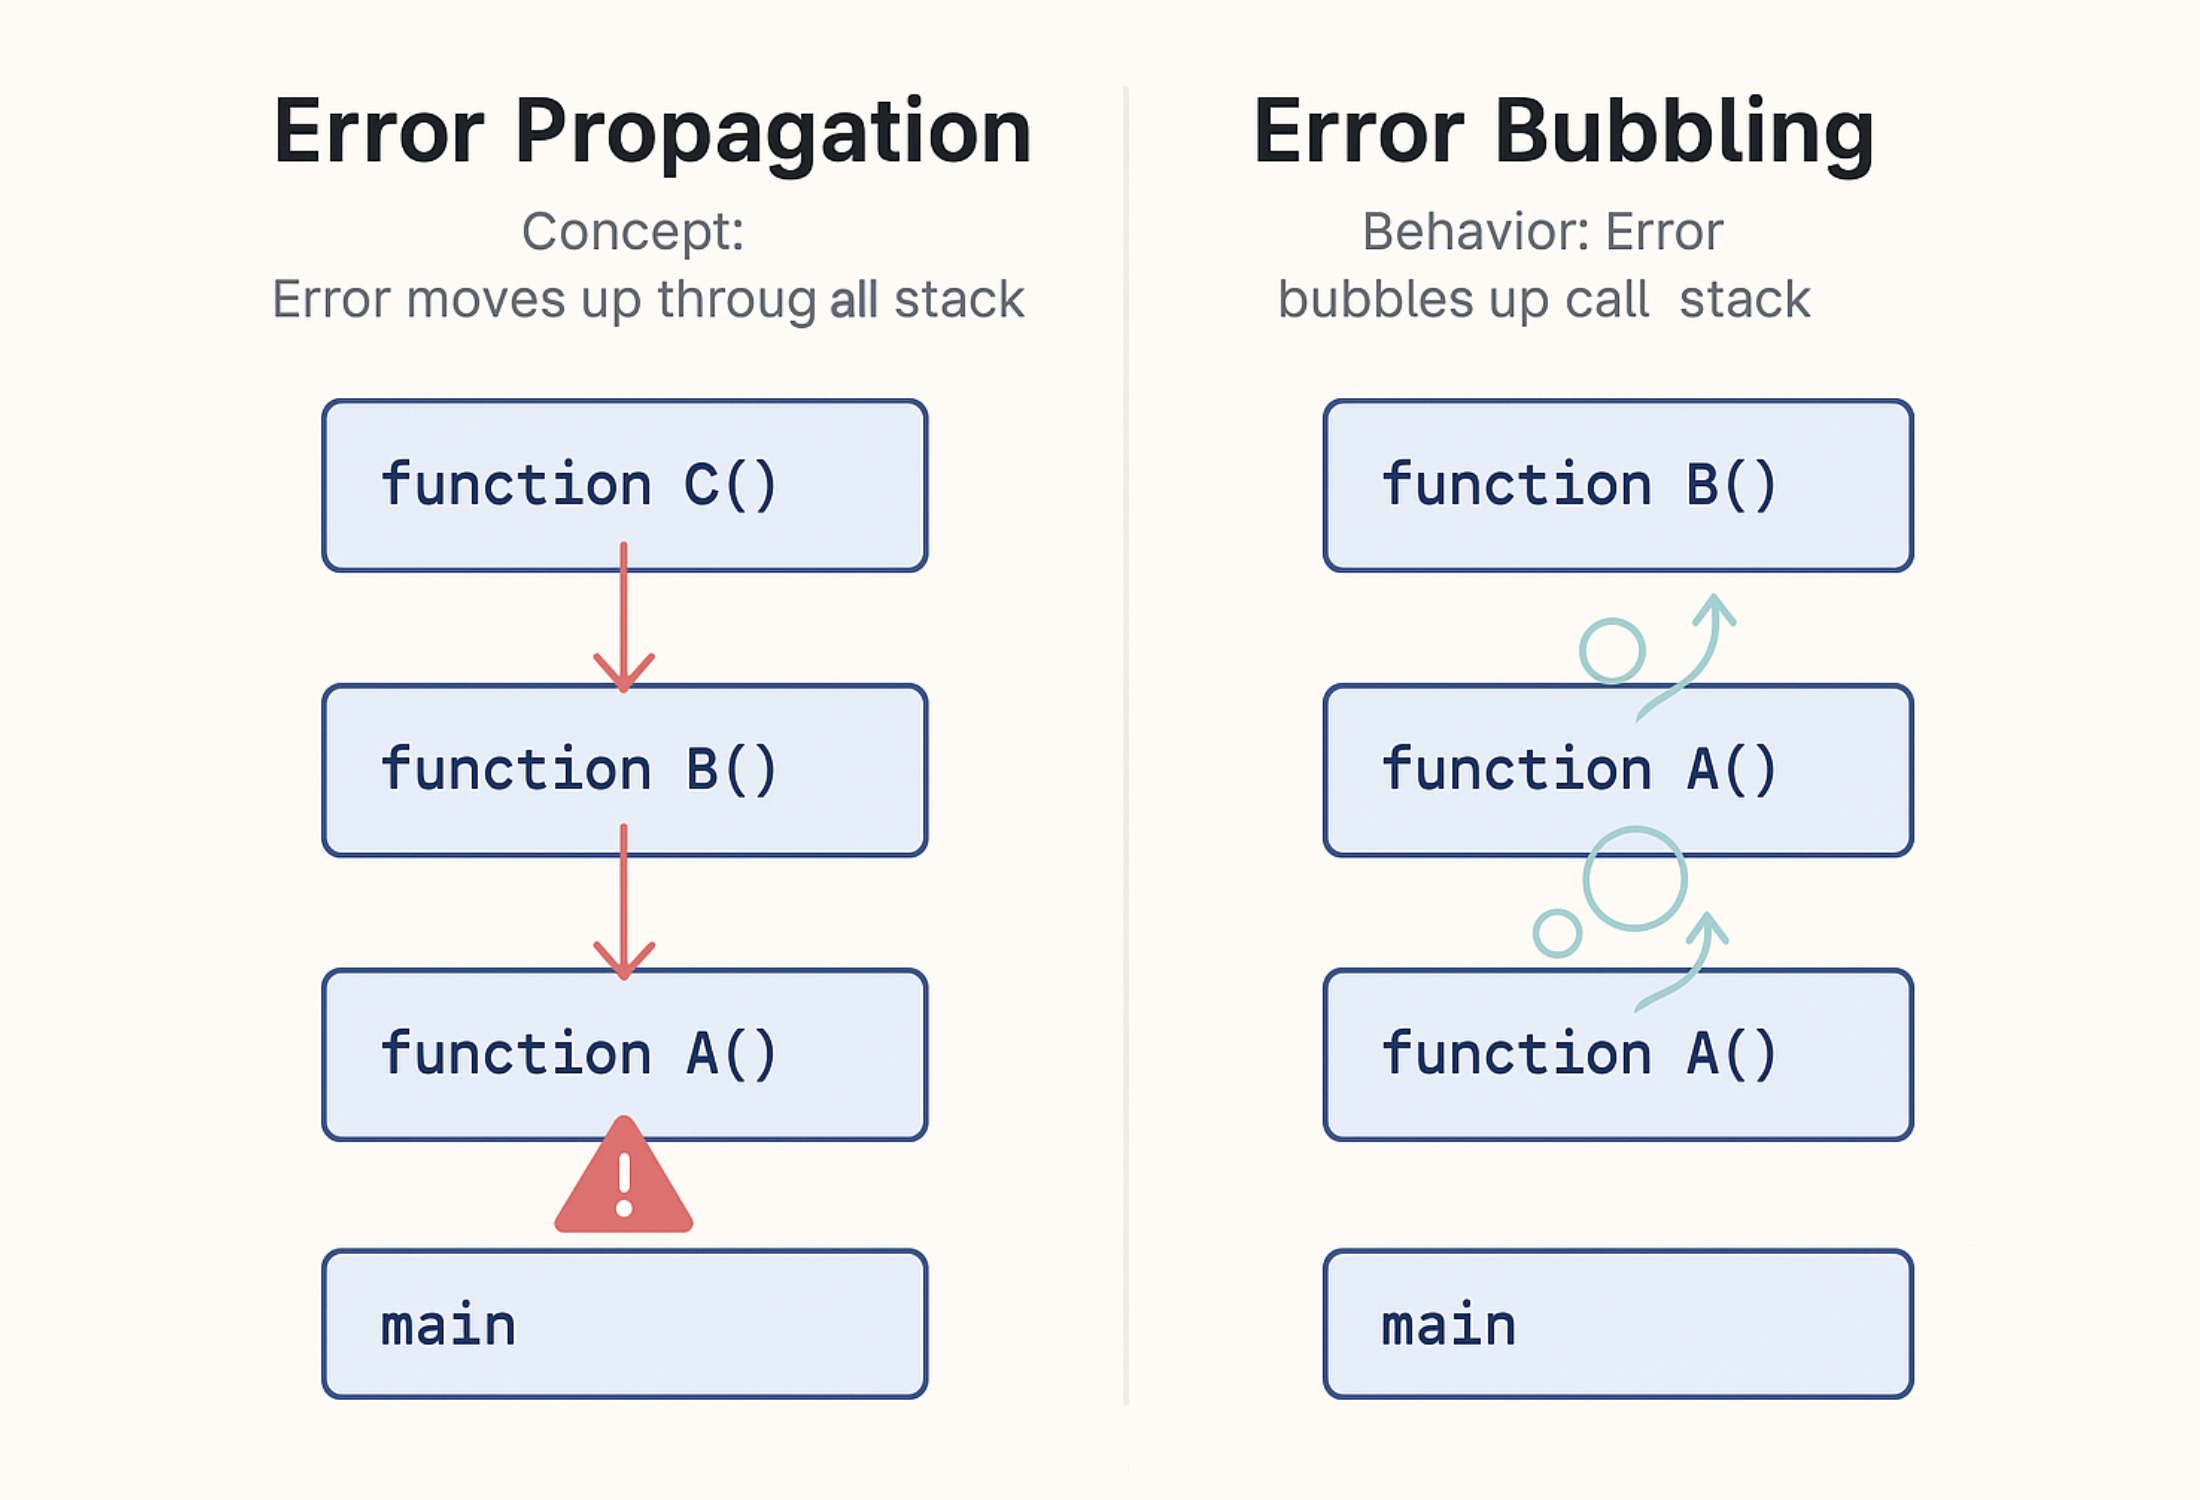 Error Propagation
Concept:
Error moves up throug all stack
function C()
function B()
function A()
!
main
Error Bubbling
Behavior: Error
bubbles up call stack
function B()
function A()
function A()
main